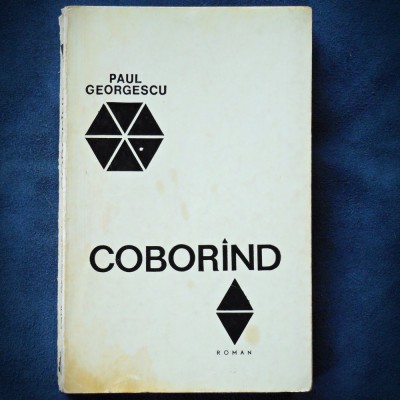 PAUL
GEORGESCU
COBORÎND
ROMAN